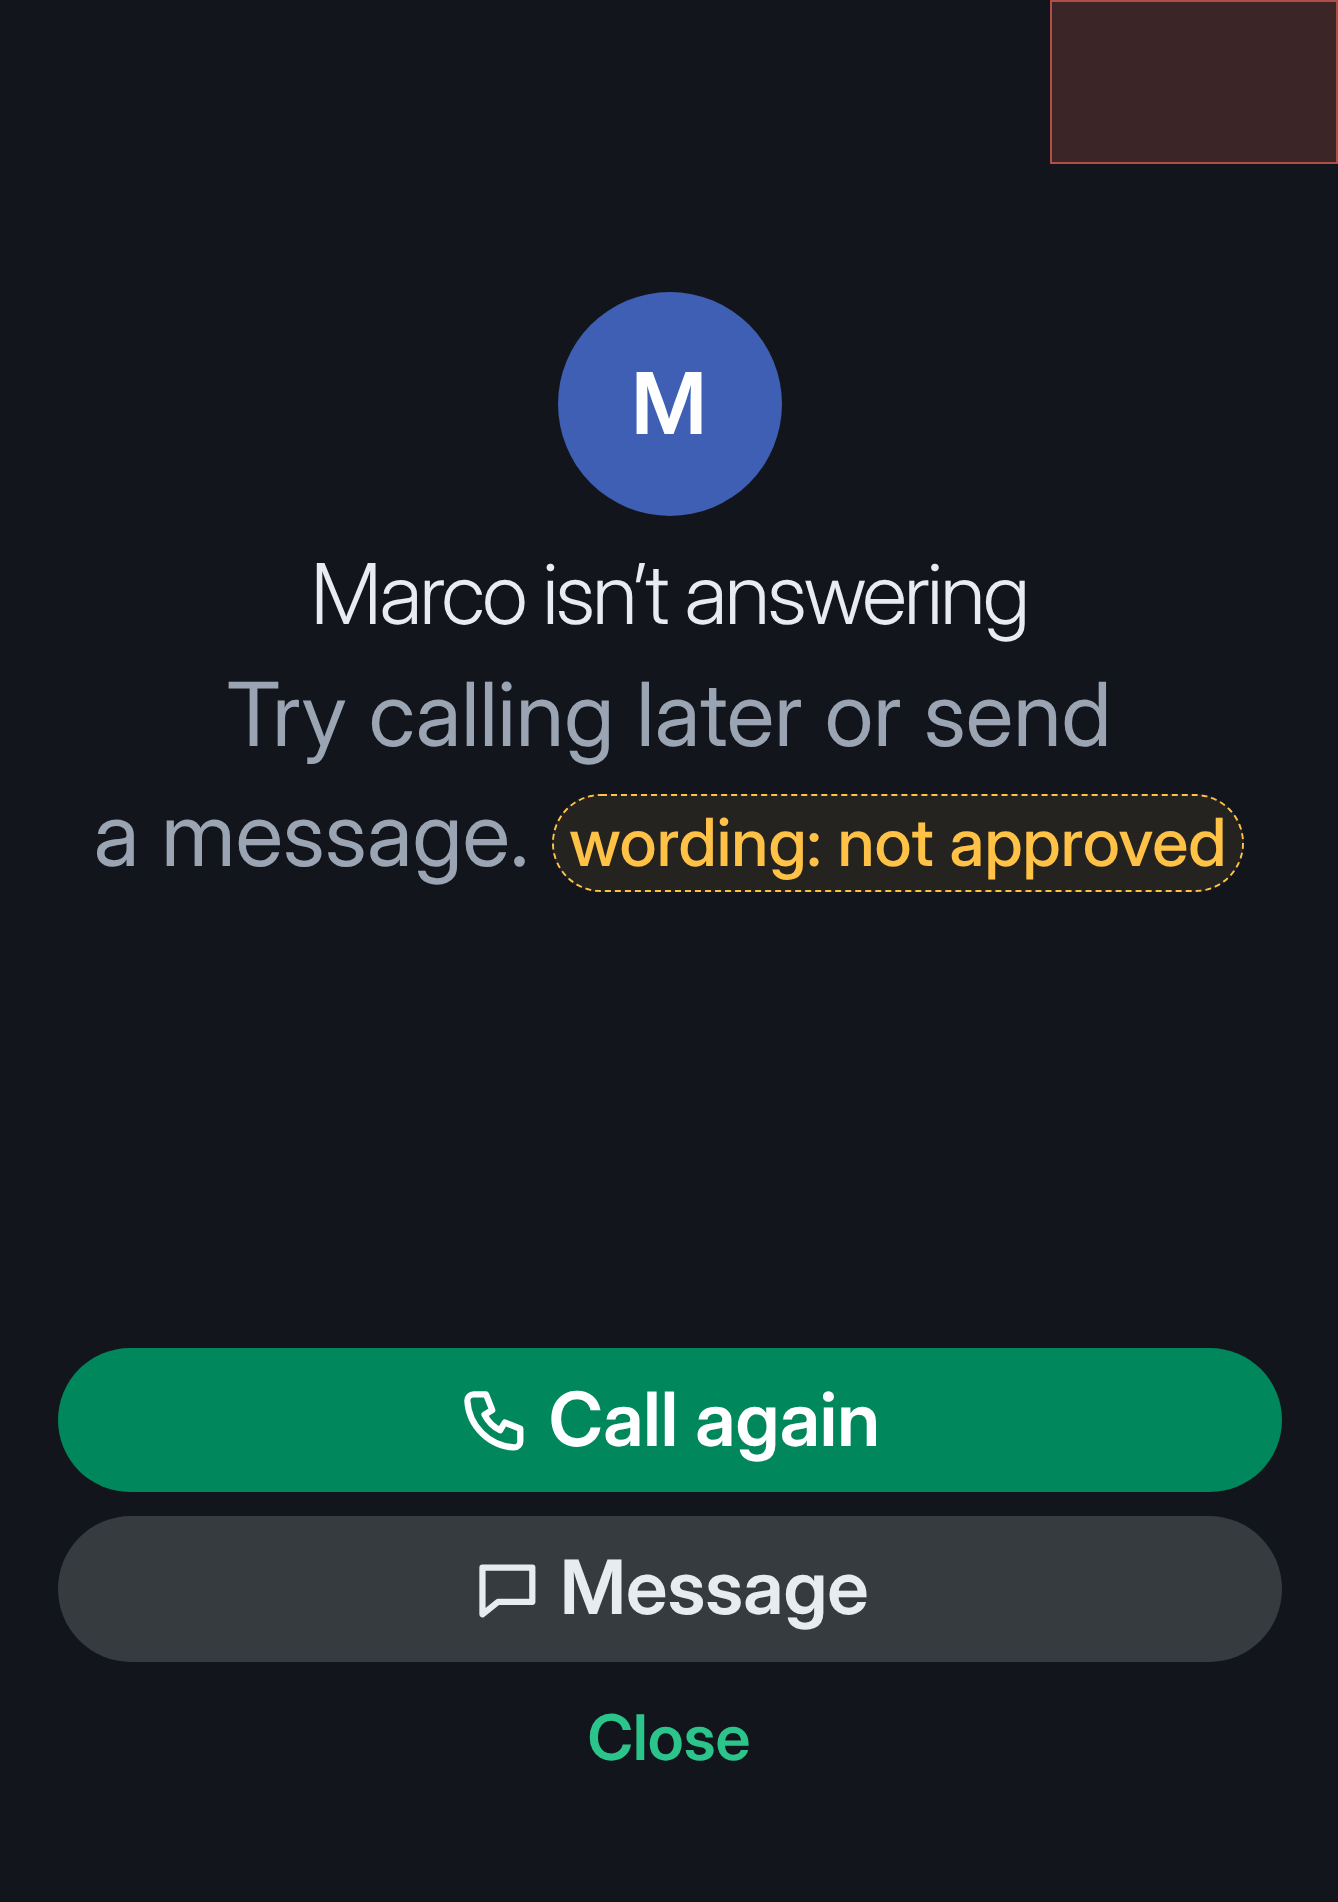 M
Marco isn’t answering
Try calling later or send
a message. wording: not approved
Call again
Message
Close